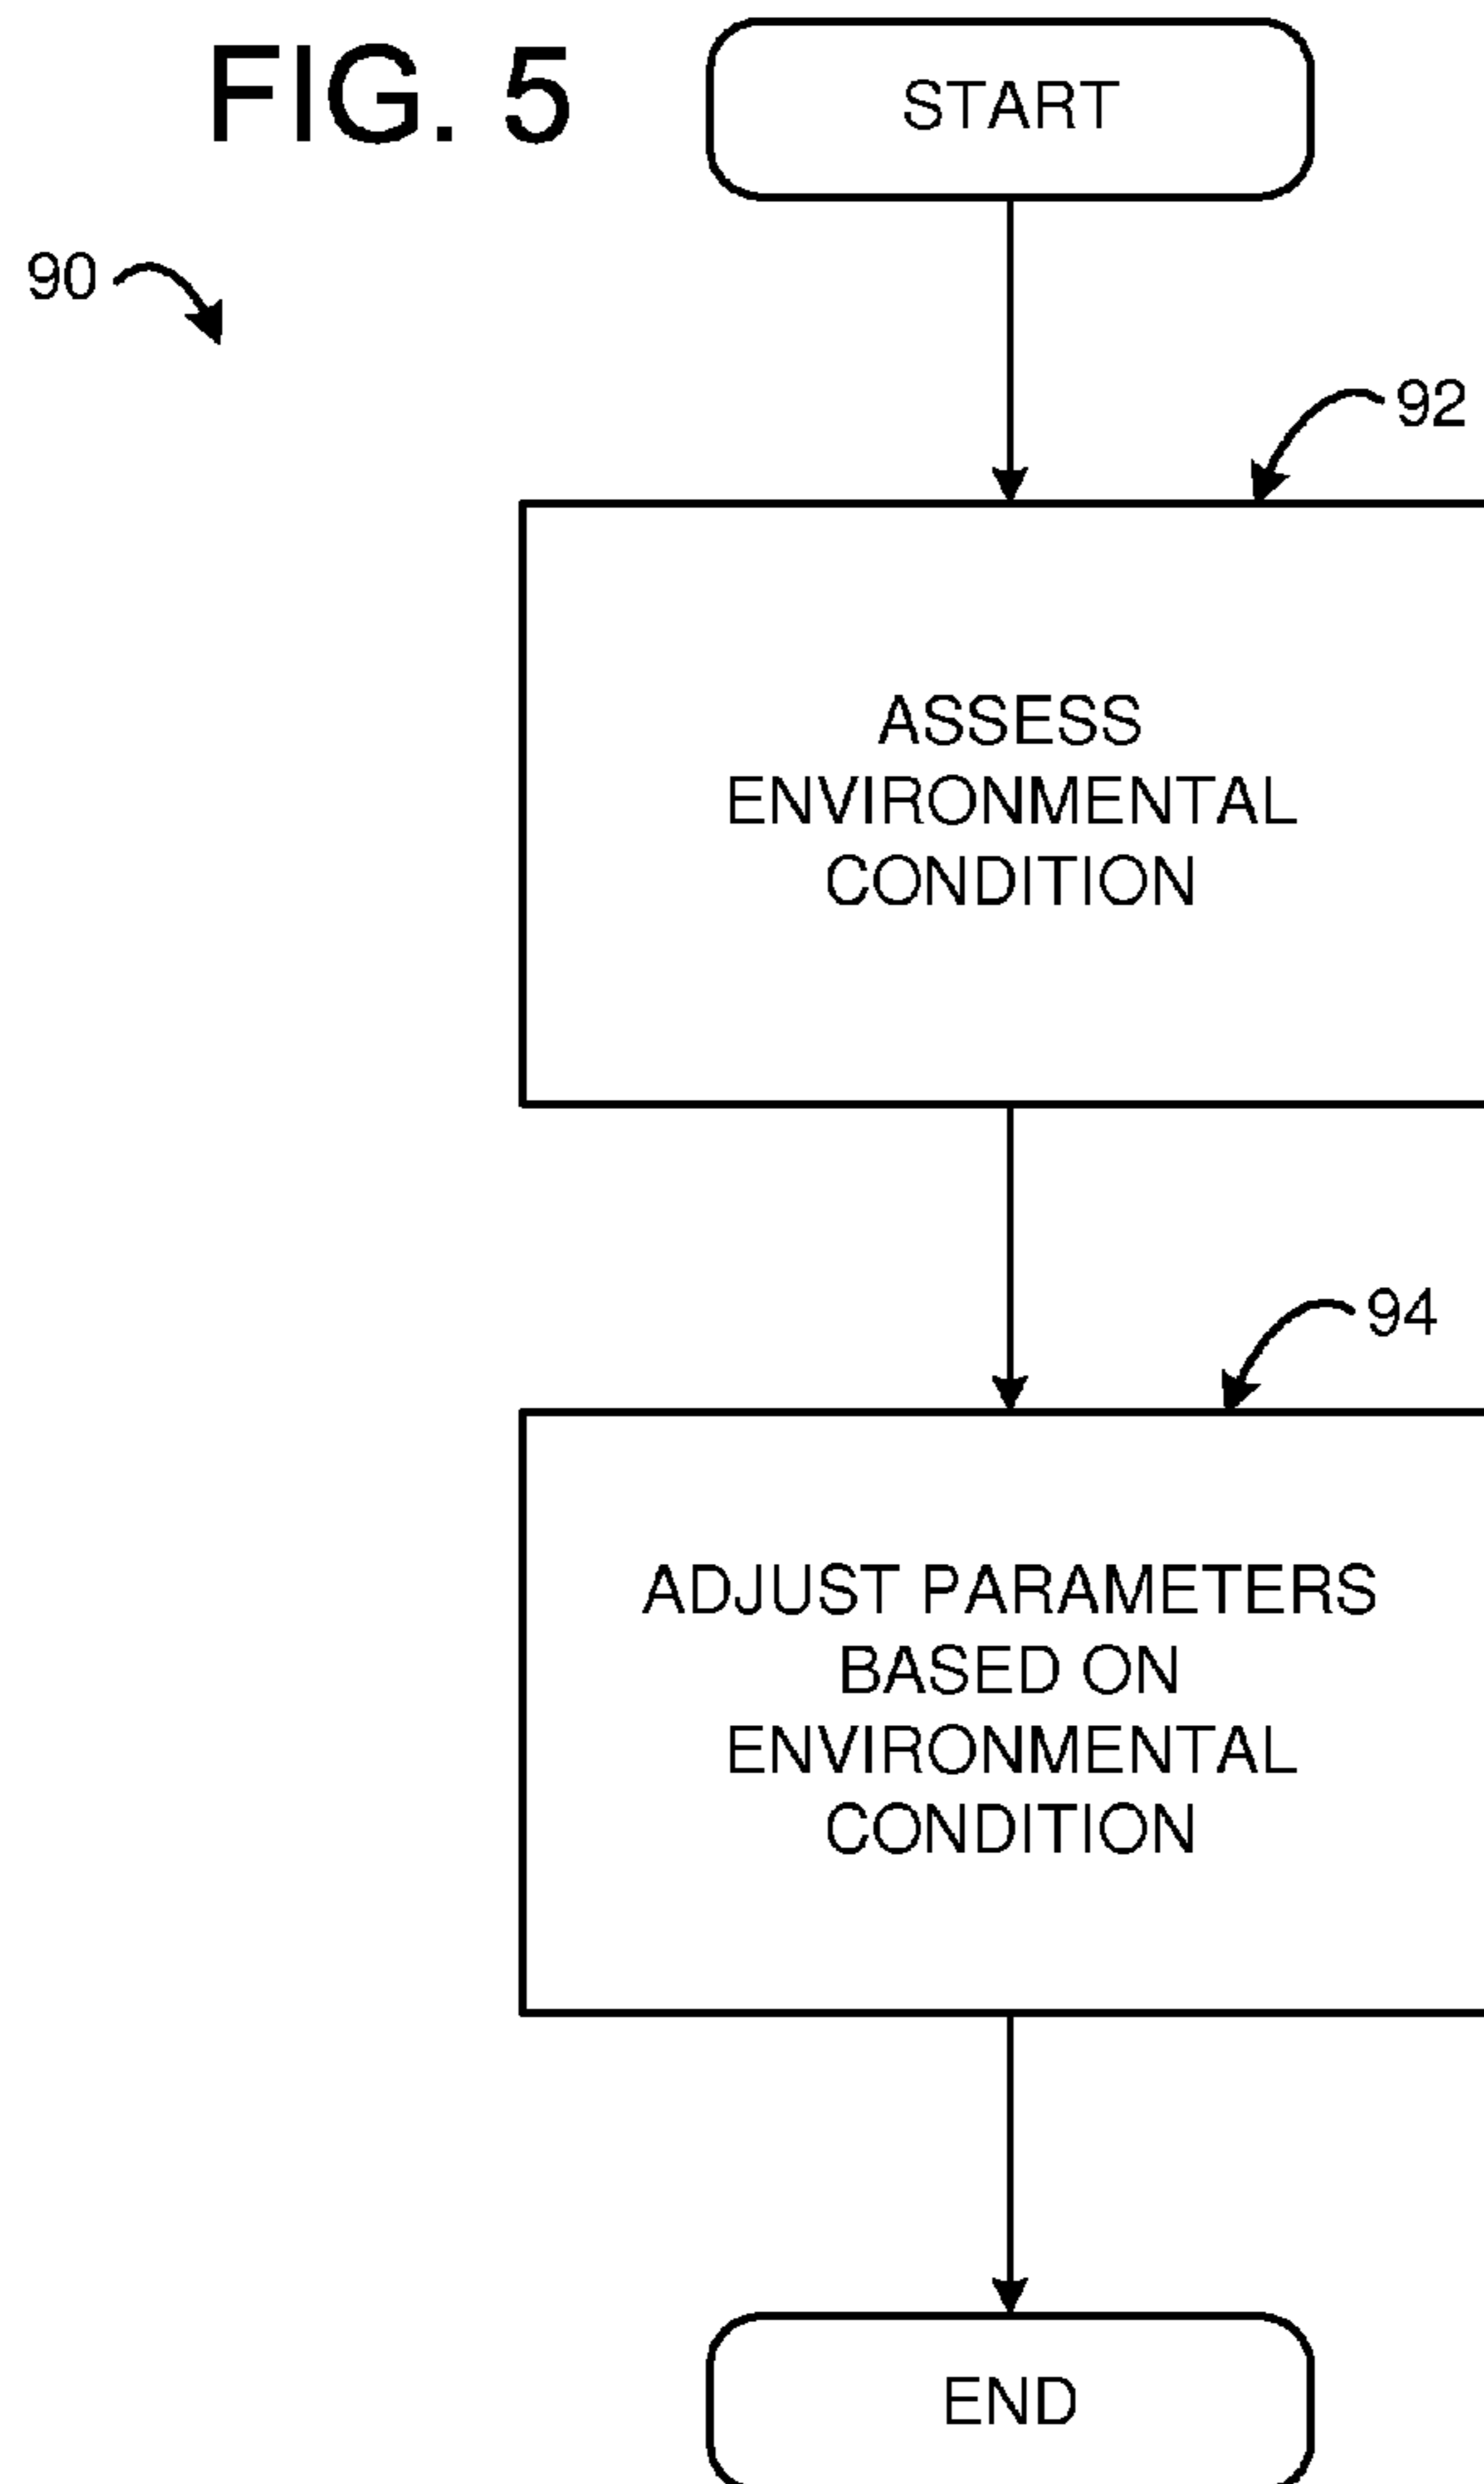 FIG. 5
START
90
92
ASSESS
ENVIRONMENTAL
CONDITION
94
ADJUST PARAMETERS
BASED ON
ENVIRONMENTAL
CONDITION
END